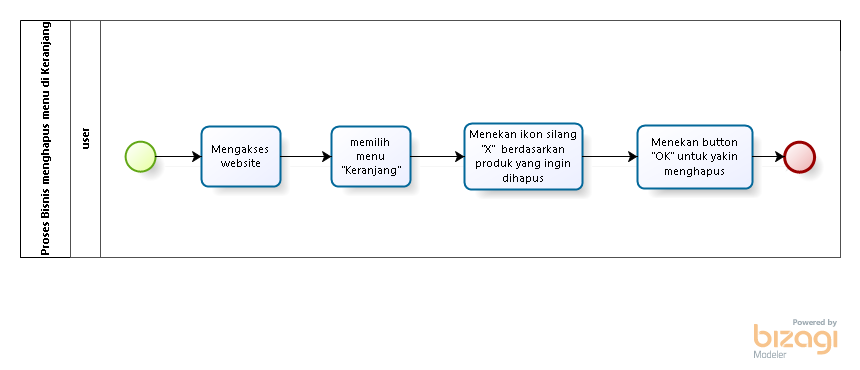 Proses Bisnis menghapus menu di Keranjang
user
Mengakses
website
memilih
menu
"Keranjang"
Menekan ikon silang
"X" berdasarkan
produk yang ingin
dihapus
Menekan button
"OK" untuk yakin
menghapus
Powered by
bizagi
Modeler